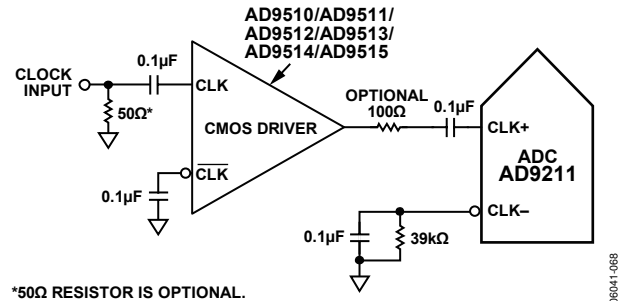 AD9510/AD9511/
AD9512/AD9513/
AD9514/AD9515
CLOCK
INPUT
0.1µF
50Ω*
CLK
CMOS DRIVER
CLK
0.1µF
OPTIONAL
100Ω
0.1µF
CLK+
ADC
AD9211
CLK–
0.1µF
39kΩ
*50Ω RESISTOR IS OPTIONAL.
06041-068